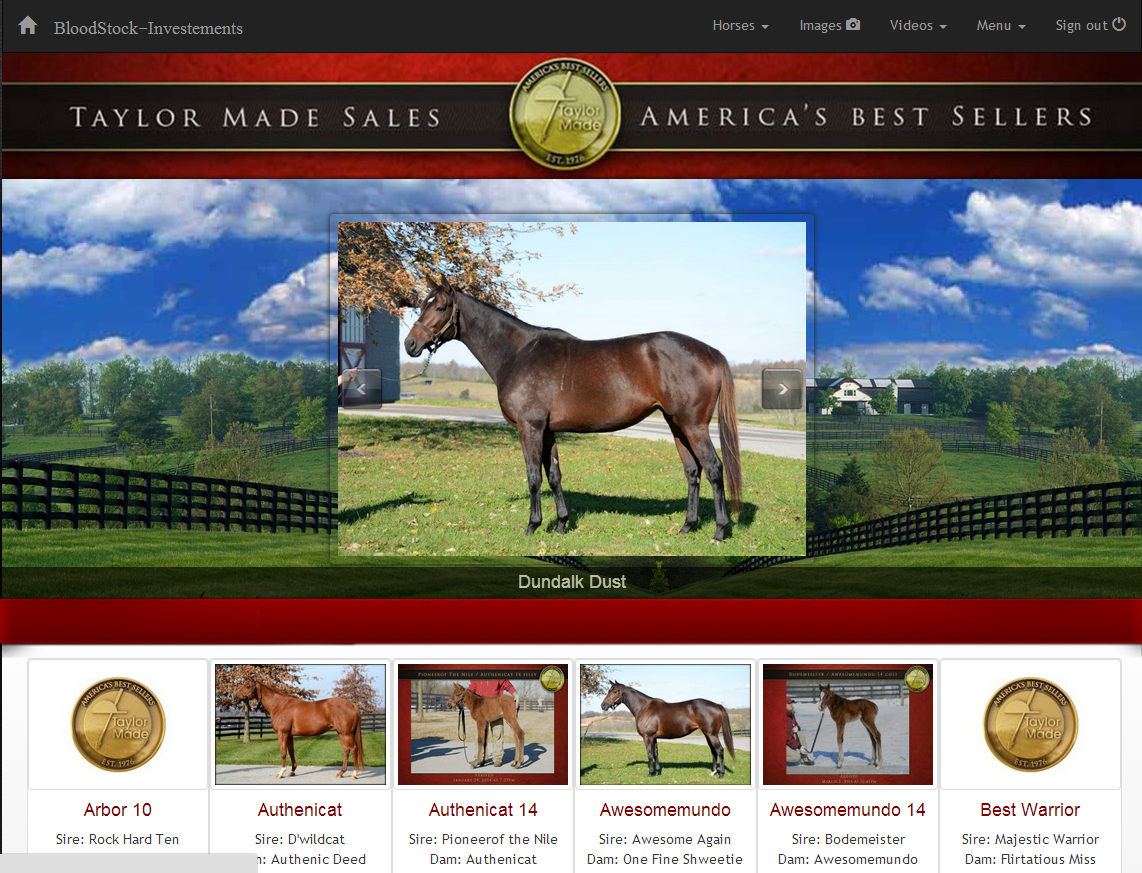 BloodStock-Investements
Horses
Images
Videos
Menu
Sign out
TAYLOR MADE SALES
AMERICA'S BEST SELLERS
Taylor
Made
EST. 1976
AMERICA'S BEST SELLERS
Dundalk Dust
AMERICA'S BEST SELLERS
Taylor
Made
EST. 1976
PIONEEROF THE NILE / AUTHENICAT 14 FILLY
BODEMEISTER / AWESOMEMUNDO 14 COLT
AMERICA'S BEST SELLERS
Taylor
Made
EST. 1976
Arbor 10
Authenicat
Authenicat 14
Awesomemundo
Awesomemundo 14
Best Warrior
Sire: Rock Hard Ten
Sire: D'wildcat
Sire: Pioneerof the Nile
Sire: Awesome Again
Sire: Bodemeister
Sire: Majestic Warrior
Authenic Deed
Dam: Authenicat
Dam: One Fine Shweetie
Dam: Awesomemundo
Dam: Flirtatious Miss